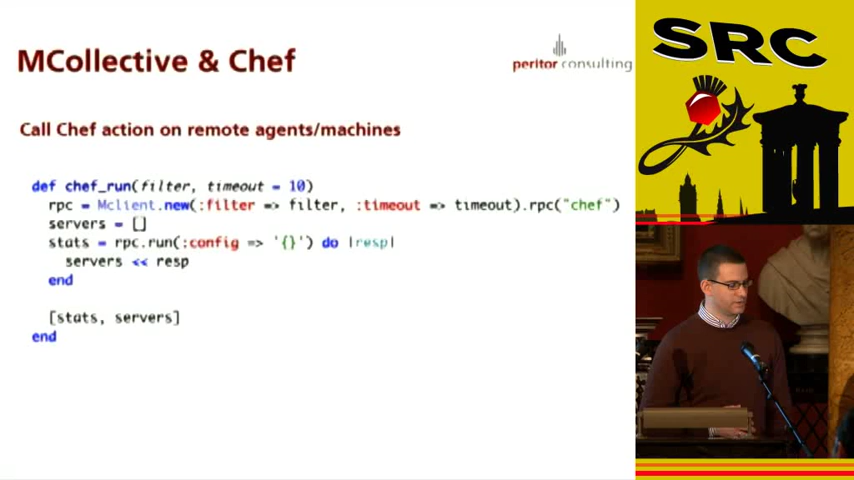 MCollective & Chef
peritor consulting
Call Chef action on remote agents/machines
def chef_run(filter, timeout = 10)
rpc = Mclient.new(:filter => filter, :timeout => timeout).rpc("chef")
servers = []
stats = rpc.run(:config => '{}') do |resp|
servers << resp
end
[stats, servers]
end
SRC